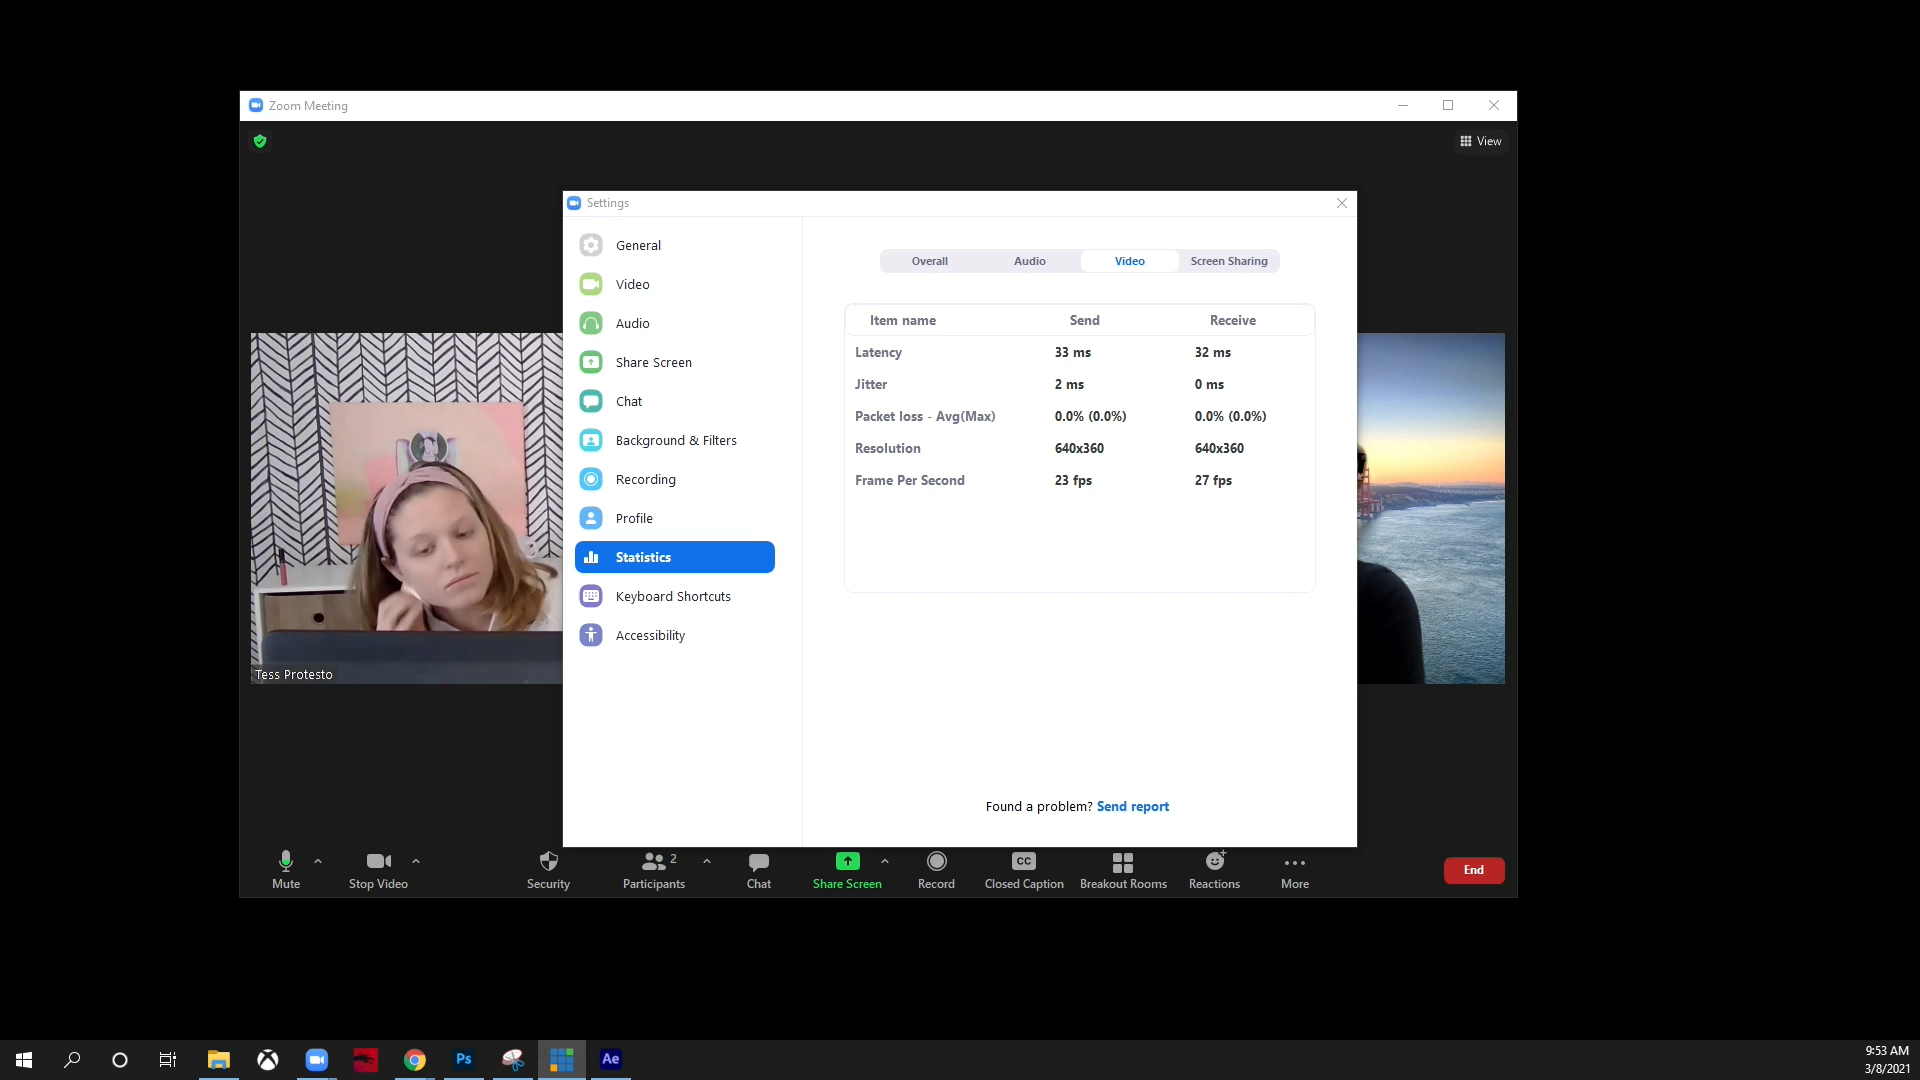 Zoom Meeting
View
Settings
General
Video
Audio
Share Screen
Chat
Background & Filters
Recording
Profile
Statistics
Keyboard Shortcuts
Accessibility
Overall Audio Video Screen Sharing
Item name Send Receive
Latency 33 ms 32 ms
Jitter 2 ms 0 ms
Packet loss - Avg(Max) 0.0% (0.0%) 0.0% (0.0%)
Resolution 640x360 640x360
Frame Per Second 23 fps 27 fps
Found a problem? Send report
Tess Protesto
2
CC
Mute Stop Video Security Participants Chat Share Screen Record Closed Caption Breakout Rooms Reactions More End
Ps Ae
9:53 AM
3/8/2021